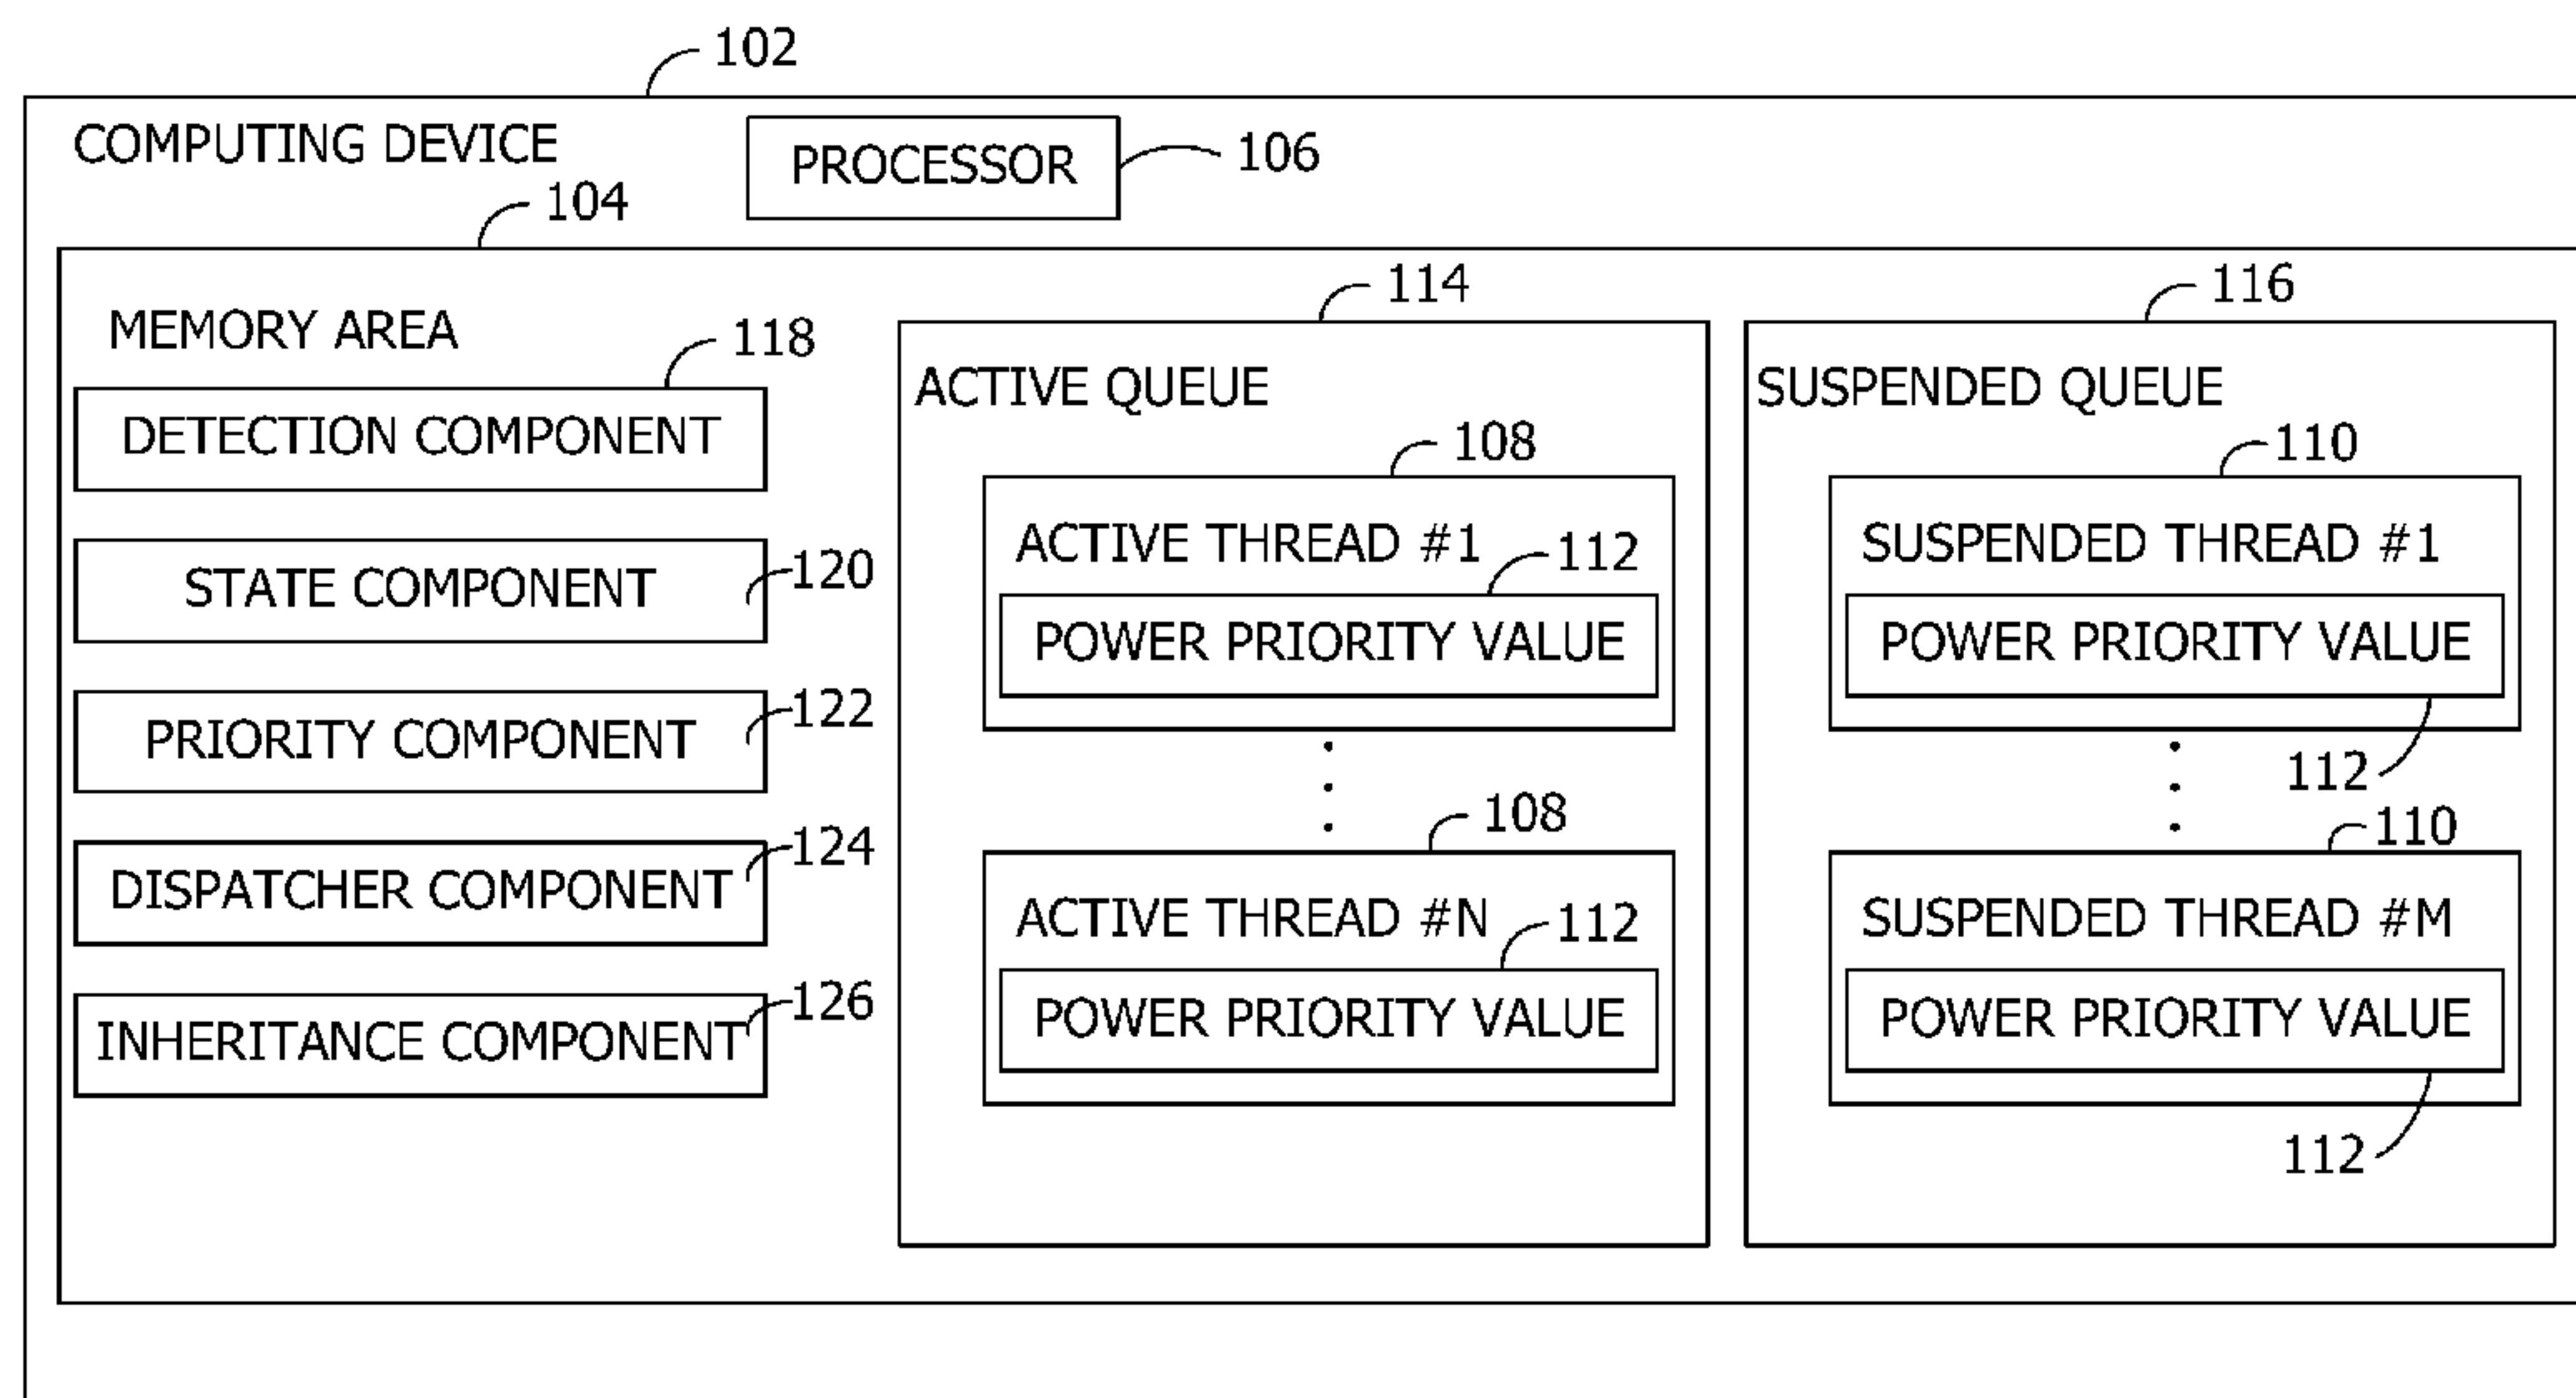 102
COMPUTING DEVICE
PROCESSOR
106
104
MEMORY AREA
118
DETECTION COMPONENT
STATE COMPONENT
120
PRIORITY COMPONENT
122
DISPATCHER COMPONENT
124
INHERITANCE COMPONENT
126
114
ACTIVE QUEUE
108
ACTIVE THREAD #1
112
POWER PRIORITY VALUE
108
ACTIVE THREAD #N
112
POWER PRIORITY VALUE
116
SUSPENDED QUEUE
110
SUSPENDED THREAD #1
POWER PRIORITY VALUE
112
110
SUSPENDED THREAD #M
POWER PRIORITY VALUE
112